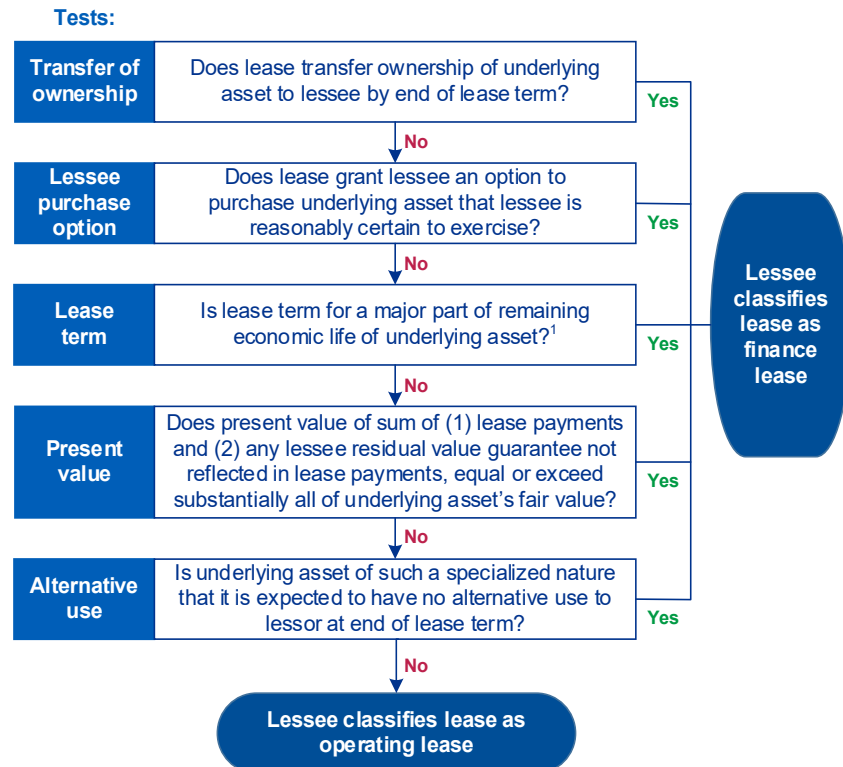 Tests:
Transfer of
ownership
Does lease transfer ownership of underlying
asset to lessee by end of lease term?
Yes
No
Lessee
purchase
option
Does lease grant lessee an option to
purchase underlying asset that lessee is
reasonably certain to exercise?
Yes
No
Lease
term
Is lease term for a major part of remaining
economic life of underlying asset?¹
Yes
No
Present
value
Does present value of sum of (1) lease payments
and (2) any lessee residual value guarantee not
reflected in lease payments, equal or exceed
substantially all of underlying asset’s fair value?
Yes
No
Alternative
use
Is underlying asset of such a specialized nature
that it is expected to have no alternative use to
lessor at end of lease term?
Yes
No
Lessee
classifies
lease as
finance
lease
Lessee classifies lease as
operating lease